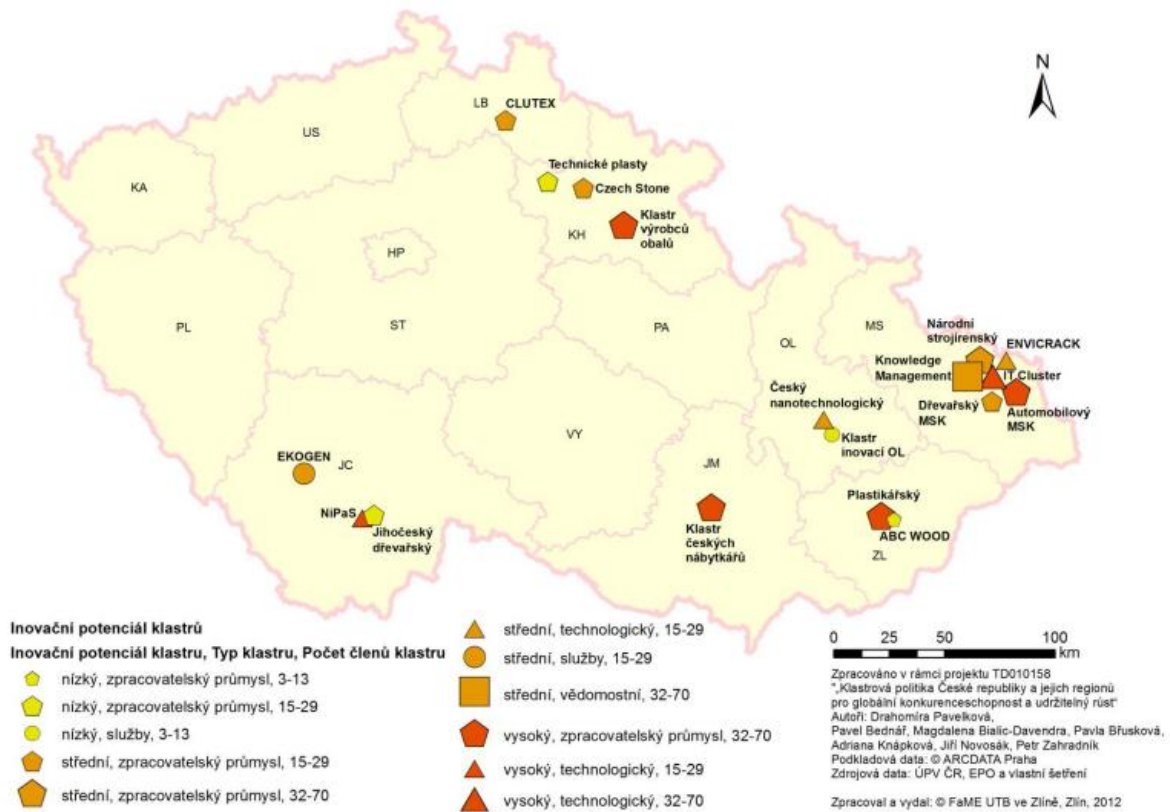 N
LB
CLUTEX
US
KA
Technické plasty
Czech Stone
KH
Klastr
výrobců
obalů
HP
PL
ST
PA
OL
MS
Národní
strojírenský
ENVICRACK
Knowledge
Management
IT Cluster
Dřevařský
MSK
Automobilový
MSK
Český
nanotechnologický
Klastr
inovací OL
VY
EKOGEN
JC
JM
NiPaS
Jihočeský
dřevařský
Klastr
českých
nábytkářů
Plastikářský
ABC WOOD
ZL
Inovační potenciál klastrů
Inovační potenciál klastru, Typ klastru, Počet členů klastru
nízký, zpracovatelský průmysl, 3-13
nízký, zpracovatelský průmysl, 15-29
nízký, služby, 3-13
střední, zpracovatelský průmysl, 15-29
střední, zpracovatelský průmysl, 32-70
střední, technologický, 15-29
střední, služby, 15-29
střední, vědomostní, 32-70
vysoký, zpracovatelský průmysl, 32-70
vysoký, technologický, 15-29
vysoký, technologický, 32-70
0 25 50 100
km
Zpracováno v rámci projektu TD010158
"„Klastrová politika České republiky a jejich regionů
pro globální konkurenceschopnost a udržitelný růst“
Autoři: Drahomíra Pavelková,
Pavel Bednář, Magdalena Bialic-Davendra, Pavla Břusková,
Adriana Knápková, Jiří Novosák, Petr Zahradník
Podkladová data: © ARCDATA Praha
Zdrojová data: ÚPV ČR, EPO a vlastní šetření
Zpracoval a vydal: © FaME UTB ve Zlíně, Zlín, 2012